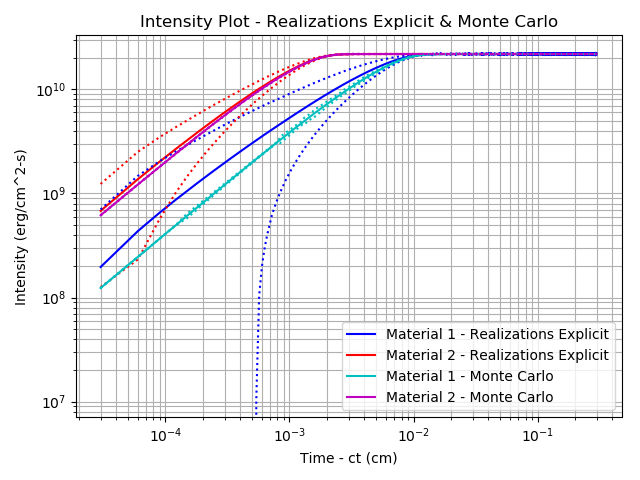 Intensity Plot - Realizations Explicit & Monte Carlo
Intensity (erg/cm^2-s)
10^10
10^9
10^8
10^7
Material 1 - Realizations Explicit
Material 2 - Realizations Explicit
Material 1 - Monte Carlo
Material 2 - Monte Carlo
10^−4 10^−3 10^−2 10^−1
Time - ct (cm)